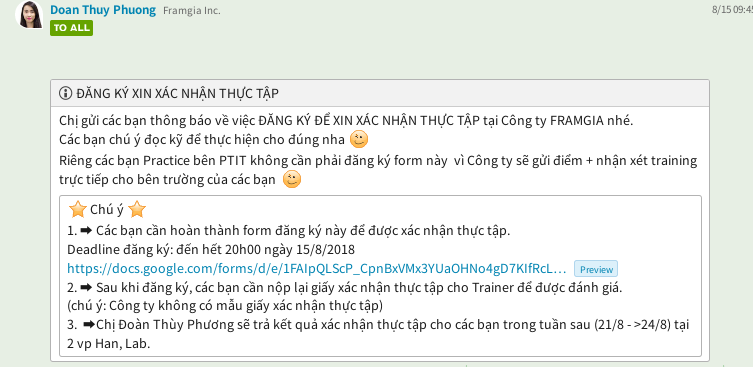 Doan Thuy Phuong Framgia Inc.
TO ALL
ĐĂNG KÝ XIN XÁC NHẬN THỰC TẬP
Chị gửi các bạn thông báo về việc ĐĂNG KÝ ĐỂ XIN XÁC NHẬN THỰC TẬP tại Công ty FRAMGIA nhé.
Các bạn chú ý đọc kỹ để thực hiện cho đúng nha
Riêng các bạn Practice bên PTIT không cần phải đăng ký form này vì Công ty sẽ gửi điểm + nhận xét training
trực tiếp cho bên trường của các bạn
Chú ý
1. ➡ Các bạn cần hoàn thành form đăng ký này để được xác nhận thực tập.
Deadline đăng ký: đến hết 20h00 ngày 15/8/2018
https://docs.google.com/forms/d/e/1FAIpQLScP_CpnBxVMx3YUaOHNo4gD7KIfRcL... Preview
2. ➡ Sau khi đăng ký, các bạn cần nộp lại giấy xác nhận thực tập cho Trainer để được đánh giá.
(chú ý: Công ty không có mẫu giấy xác nhận thực tập)
3. ➡Chị Đoàn Thùy Phương sẽ trả kết quả xác nhận thực tập cho các bạn trong tuần sau (21/8 - >24/8) tại
2 vp Han, Lab.